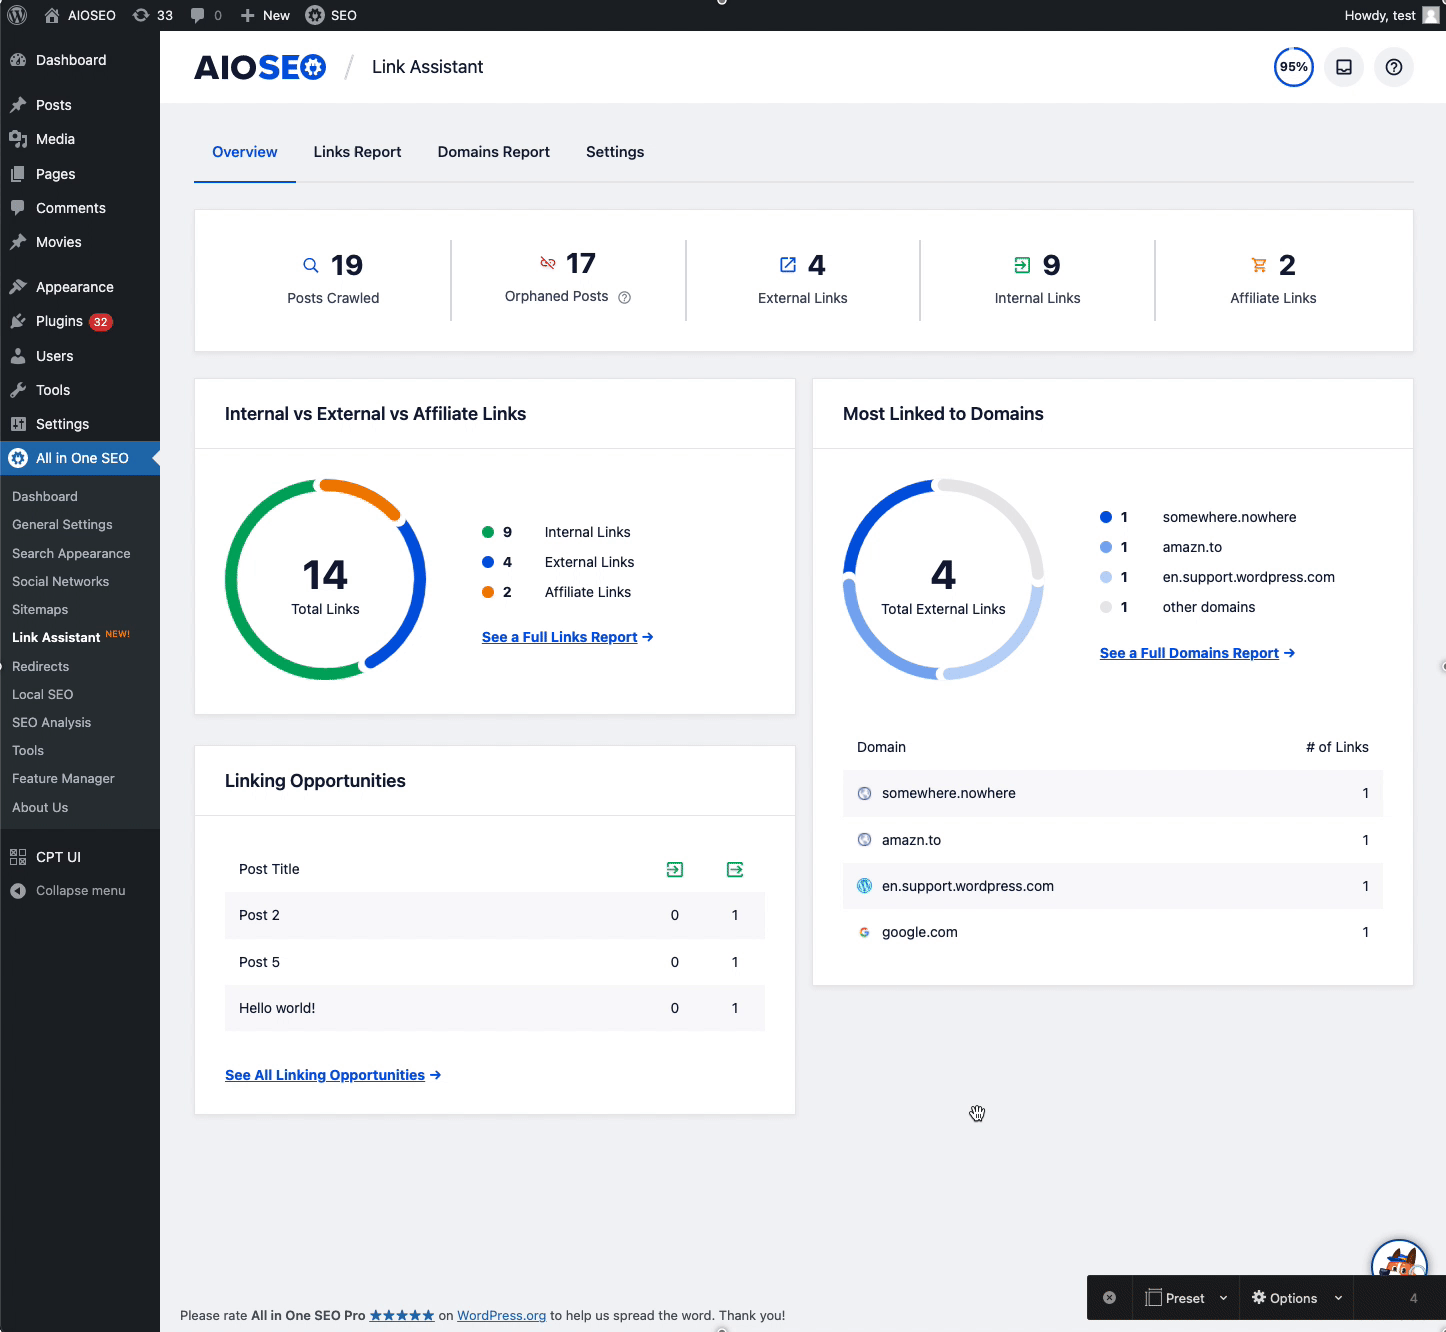 AIOSEO 33 0 New SEO Howdy, test
Dashboard
Posts
Media
Pages
Comments
Movies
Appearance
Plugins 32
Users
Tools
Settings
All in One SEO
Dashboard
General Settings
Search Appearance
Social Networks
Sitemaps
Link Assistant NEW!
Redirects
Local SEO
SEO Analysis
Tools
Feature Manager
About Us
CPT UI
Collapse menu
AIOSEO / Link Assistant 95%
Overview Links Report Domains Report Settings
19
Posts Crawled
17
Orphaned Posts
4
External Links
9
Internal Links
2
Affiliate Links
Internal vs External vs Affiliate Links
14
Total Links
9 Internal Links
4 External Links
2 Affiliate Links
See a Full Links Report →
Linking Opportunities
Post Title
Post 2 0 1
Post 5 0 1
Hello world! 0 1
See All Linking Opportunities →
Most Linked to Domains
4
Total External Links
1 somewhere.nowhere
1 amazn.to
1 en.support.wordpress.com
1 other domains
See a Full Domains Report →
Domain # of Links
somewhere.nowhere 1
amazn.to 1
en.support.wordpress.com 1
google.com 1
Please rate All in One SEO Pro ★★★★★ on WordPress.org to help us spread the word. Thank you!
Preset Options 4